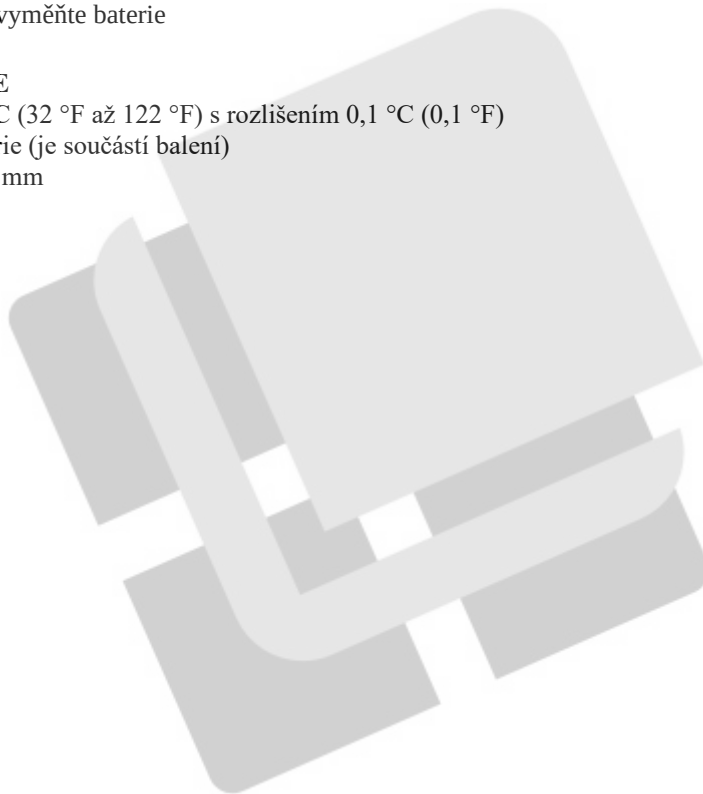 vyměňte baterie
E
C (32 °F až 122 °F) s rozlišením 0,1 °C (0,1 °F)
rie (je součástí balení)
mm